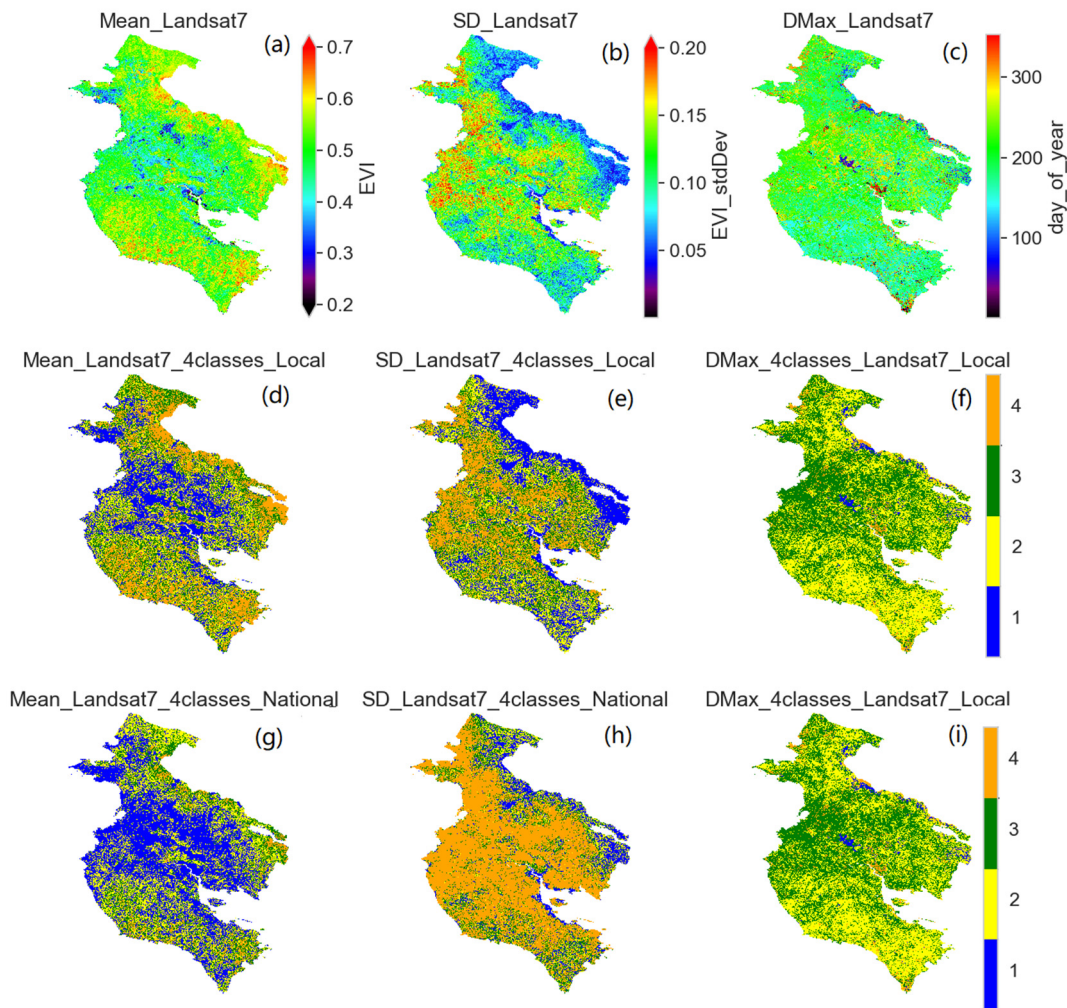 Mean_Landsat7
SD_Landsat7
DMax_Landsat7
(a)
(b)
(c)
0.7
0.6
0.5
0.4
0.3
0.2
EVI
0.20
0.15
0.10
0.05
EVI_stdDev
300
200
100
day_of_year
Mean_Landsat7_4classes_Local
SD_Landsat7_4classes_Local
DMax_4classes_Landsat7_Local
(d)
(e)
(f)
4
3
2
1
Mean_Landsat7_4classes_National
SD_Landsat7_4classes_National
DMax_4classes_Landsat7_Local
(g)
(h)
(i)
4
3
2
1